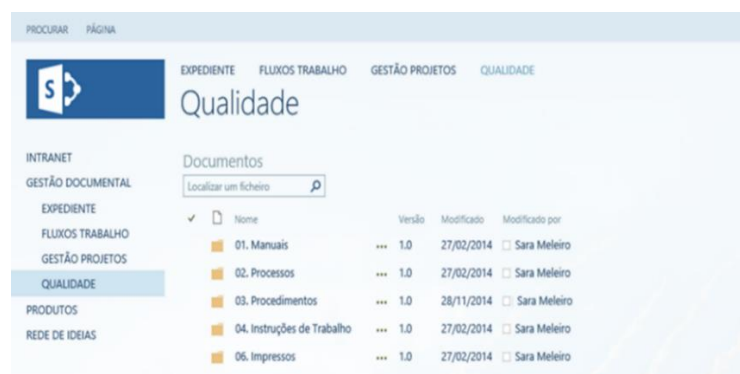 PROCURAR PÁGINA
S
EXPEDIENTE FLUXOS TRABALHO GESTÃO PROJETOS QUALIDADE
Qualidade
INTRANET
GESTÃO DOCUMENTAL
EXPEDIENTE
FLUXOS TRABALHO
GESTÃO PROJETOS
QUALIDADE
PRODUTOS
REDE DE IDEIAS
Documentos
Localizar um ficheiro
Nome Versão Modificado Modificado por
01. Manuais ... 1.0 27/02/2014 Sara Meleiro
02. Processos ... 1.0 27/02/2014 Sara Meleiro
03. Procedimentos ... 1.0 28/11/2014 Sara Meleiro
04. Instruções de Trabalho ... 1.0 27/02/2014 Sara Meleiro
06. Impressos ... 1.0 27/02/2014 Sara Meleiro